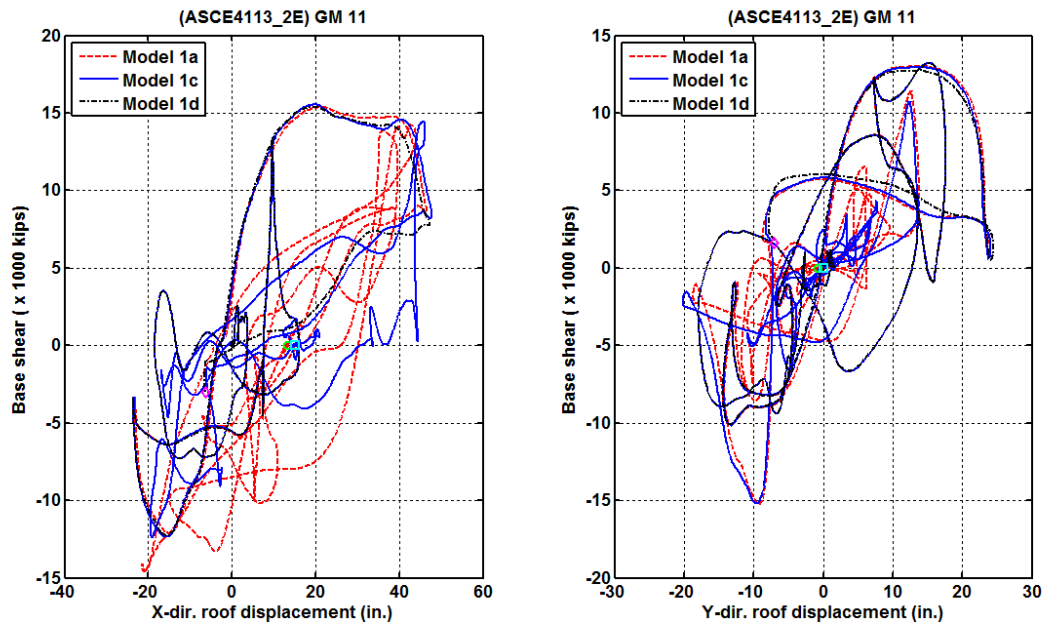 (ASCE4113_2E) GM 11
Model 1a
Model 1c
Model 1d
20
15
10
5
0
-5
-10
-15
-40
-20
0
20
40
60
Base shear ( x 1000 kips)
X-dir. roof displacement (in.)
(ASCE4113_2E) GM 11
Model 1a
Model 1c
Model 1d
15
10
5
0
-5
-10
-15
-20
-30
-20
-10
0
10
20
30
Base shear ( x 1000 kips)
Y-dir. roof displacement (in.)